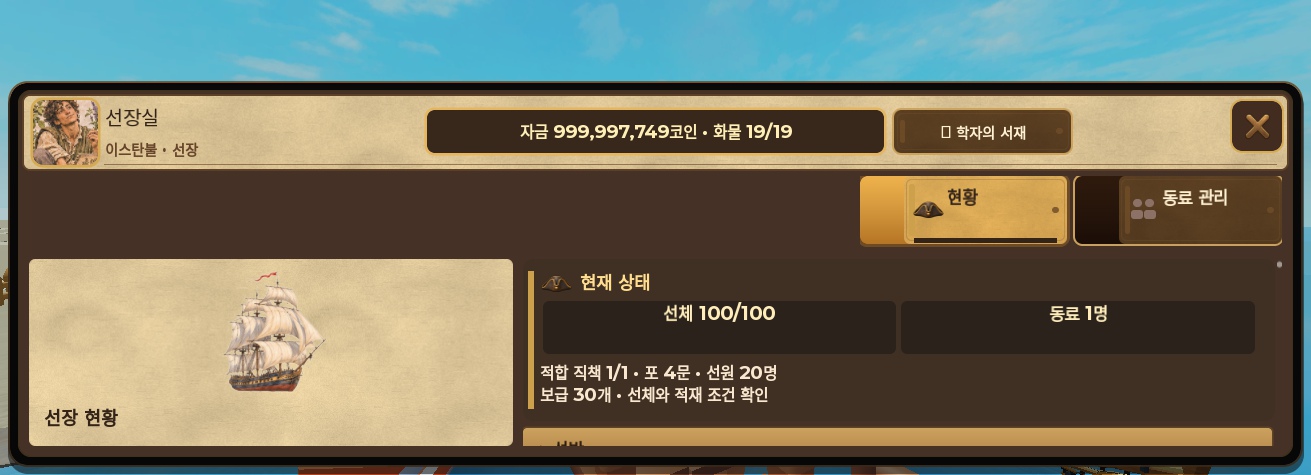 선장실
이스탄불 • 선장
자금 999,997,749코인 • 화물 19/19
학자의 서재
현황
동료 관리
현재 상태
선체 100/100
동료 1명
적합 직책 1/1 • 포 4문 • 선원 20명
보급 30개 • 선체와 적재 조건 확인
선장 현황